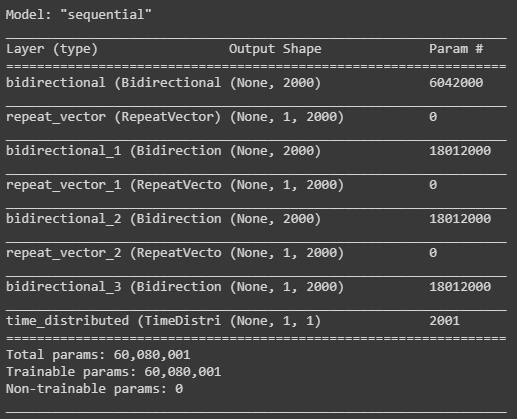 Model: "sequential"
Layer (type) Output Shape Param #
bidirectional (Bidirectional (None, 2000) 6042000
repeat_vector (RepeatVector) (None, 1, 2000) 0
bidirectional_1 (Bidirection (None, 2000) 18012000
repeat_vector_1 (RepeatVecto (None, 1, 2000) 0
bidirectional_2 (Bidirection (None, 2000) 18012000
repeat_vector_2 (RepeatVecto (None, 1, 2000) 0
bidirectional_3 (Bidirection (None, 1, 2000) 18012000
time_distributed (TimeDistri (None, 1, 1) 2001
Total params: 60,080,001
Trainable params: 60,080,001
Non-trainable params: 0